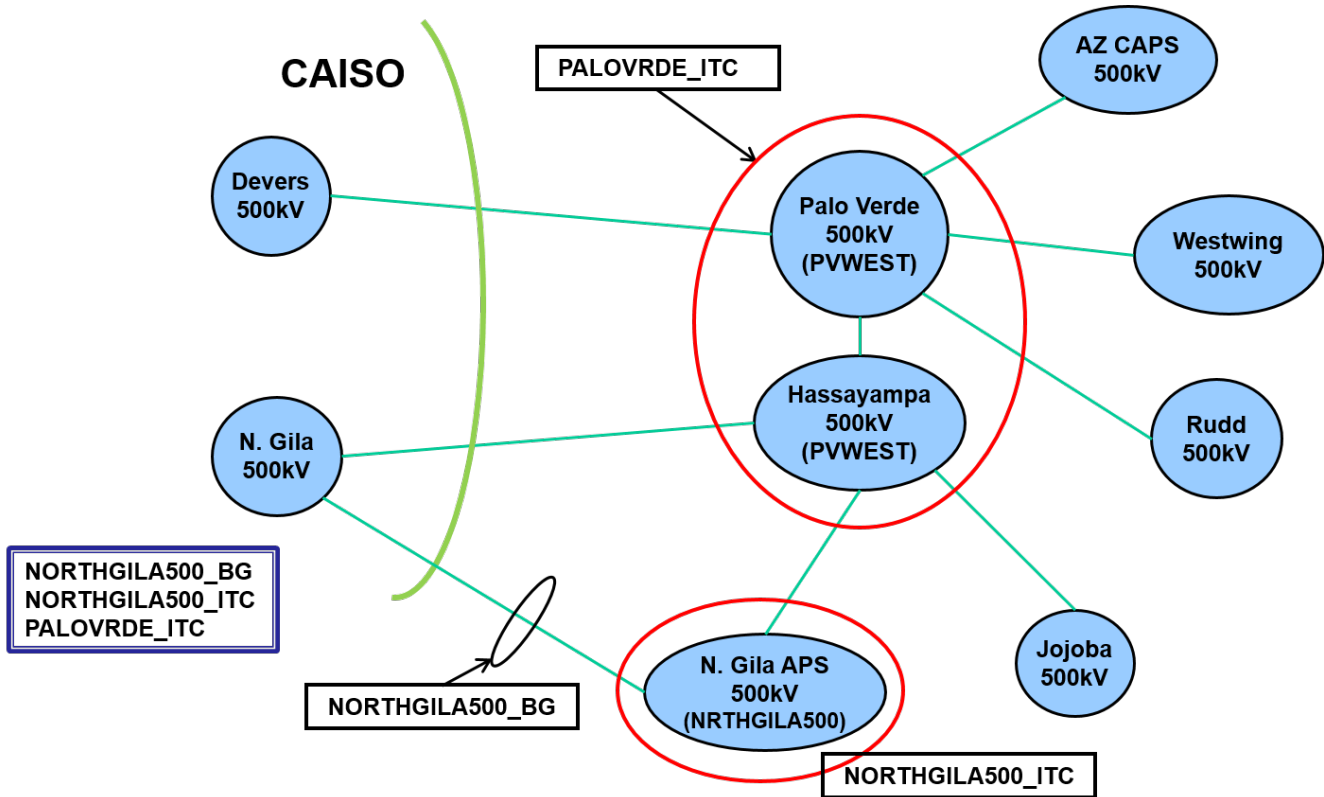 CAISO
PALOVRDE_ITC
AZ CAPS
500kV
Devers
500kV
Palo Verde
500kV
(PVWEST)
Westwing
500kV
Hassayampa
500kV
(PVWEST)
N. Gila
500kV
Rudd
500kV
NORTHGILA500_BG
NORTHGILA500_ITC
PALOVRDE_ITC
N. Gila APS
500kV
(NRTHGILA500)
Jojoba
500kV
NORTHGILA500_BG
NORTHGILA500_ITC